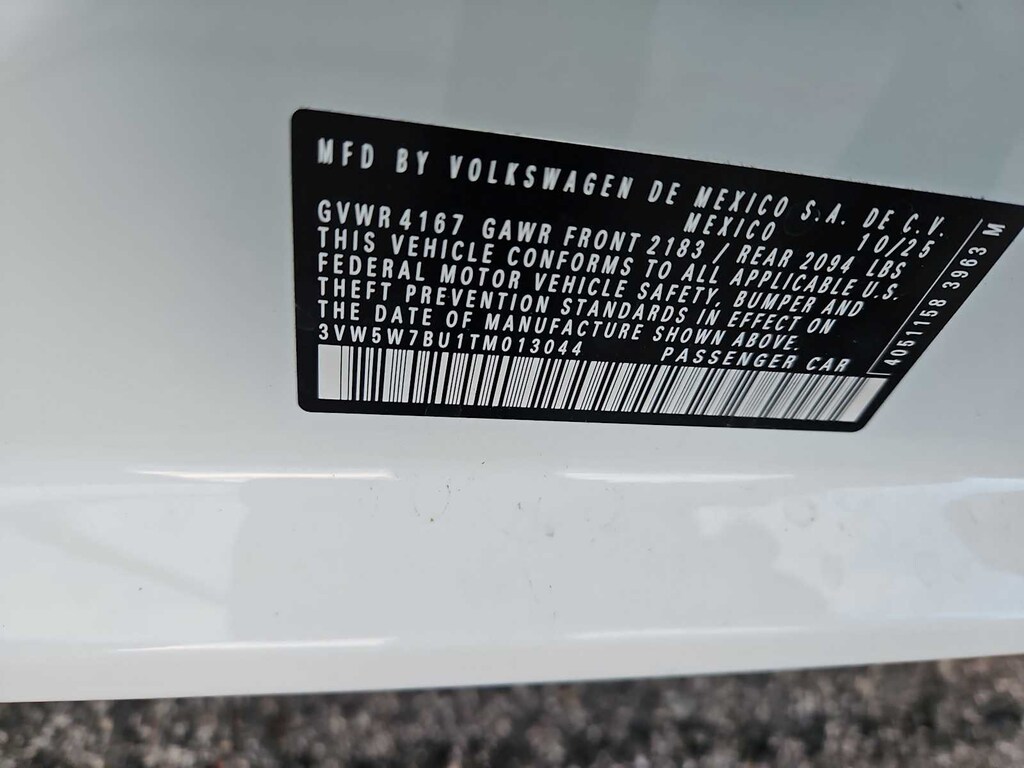 MFD BY VOLKSWAGEN DE MEXICO S.A. DE C.V.
MEXICO 10/25
GVWR 4167 GAWR FRONT 2183 / REAR 2094 LBS
THIS VEHICLE CONFORMS TO ALL APPLICABLE U.S.
FEDERAL MOTOR VEHICLE SAFETY, BUMPER AND
THEFT PREVENTION STANDARDS IN EFFECT ON
THE DATE OF MANUFACTURE SHOWN ABOVE.
3VW5W7BU1TM013044 PASSENGER CAR
4051158 3963 M